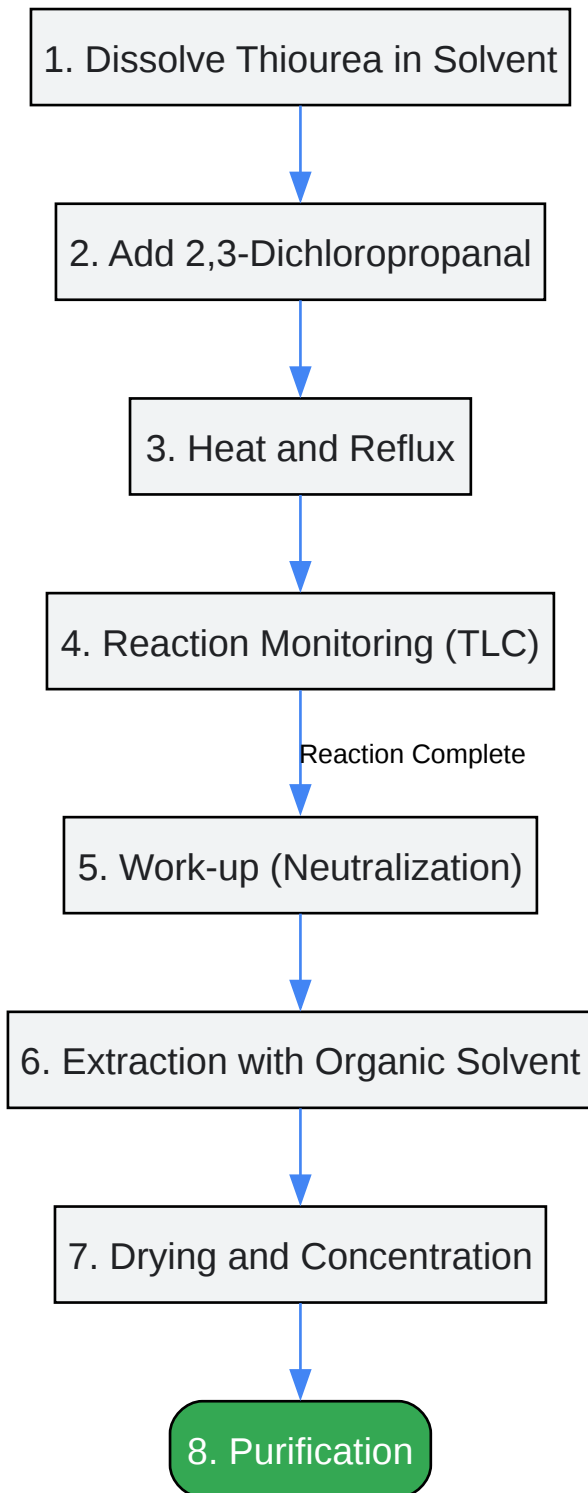 1. Dissolve Thiourea in Solvent
2. Add 2,3-Dichloropropanal
3. Heat and Reflux
4. Reaction Monitoring (TLC)
Reaction Complete
5. Work-up (Neutralization)
6. Extraction with Organic Solvent
7. Drying and Concentration
8. Purification